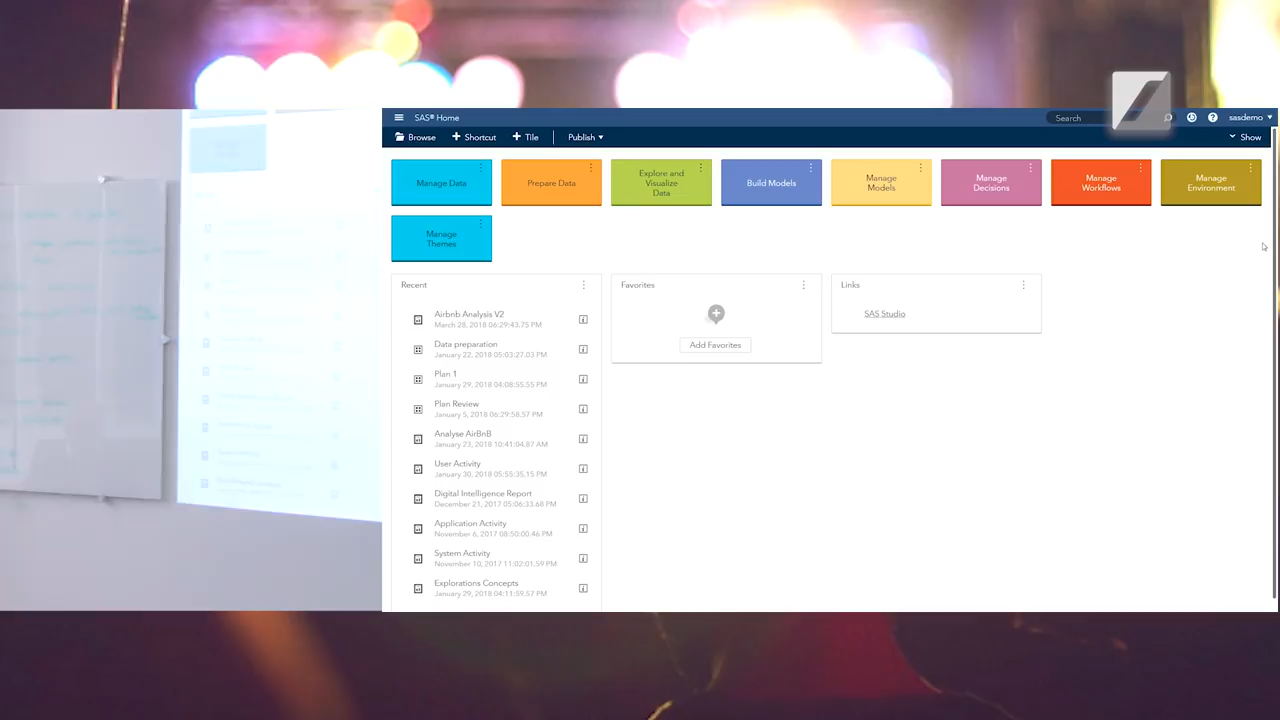 SAS® Home
Search
sasdemo
Browse
Shortcut
Tile
Publish
Show
Manage Data
Prepare Data
Explore and
Visualize
Data
Build Models
Manage
Models
Manage
Decisions
Manage
Workflows
Manage
Environment
Manage
Themes
Recent
Airbnb Analysis V2
March 28, 2018 06:29:43.75 PM
Data preparation
January 22, 2018 05:03:27.03 PM
Plan 1
January 29, 2018 04:08:55.55 PM
Plan Review
January 5, 2018 06:29:58.57 PM
Analyse AirBnB
January 23, 2018 10:41:04.87 AM
User Activity
January 30, 2018 05:55:35.15 PM
Digital Intelligence Report
December 21, 2017 05:06:33.68 PM
Application Activity
November 6, 2017 08:50:00.46 PM
System Activity
November 10, 2017 11:02:01.59 PM
Explorations Concepts
January 29, 2018 04:11:59.57 PM
Favorites
Add Favorites
Links
SAS Studio